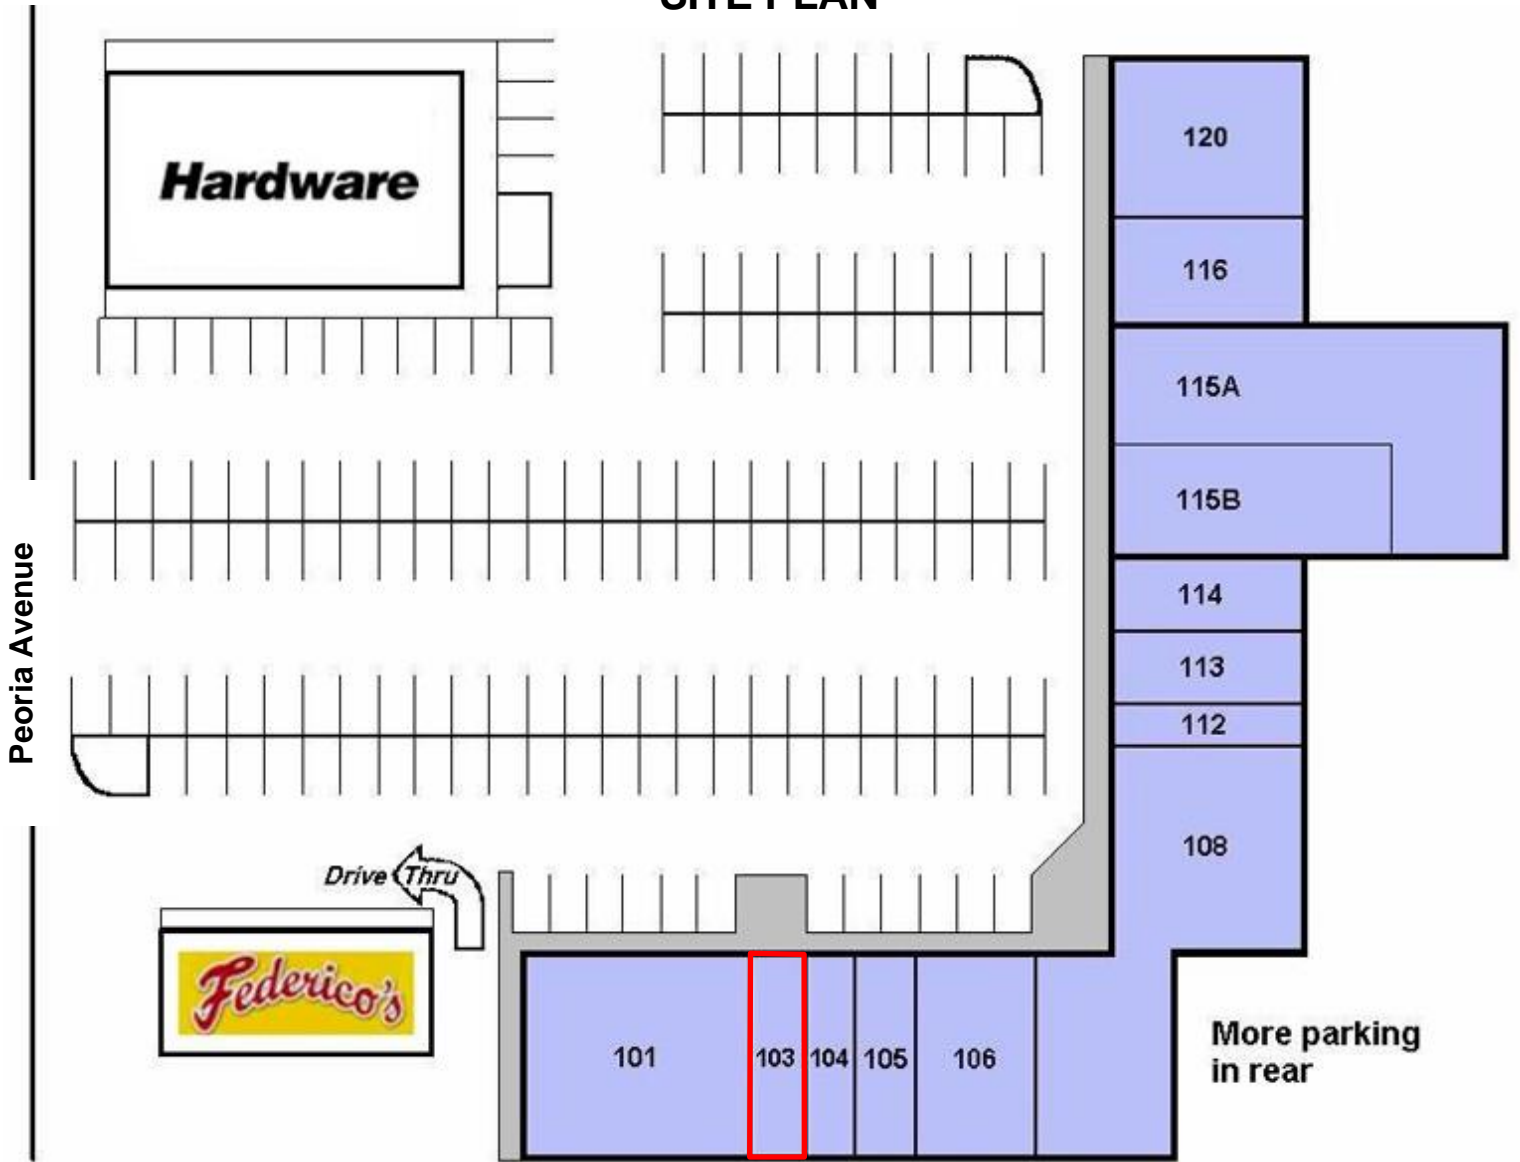 SITE PLAN
Hardware
120
116
115A
115B
114
113
112
108
Peoria Avenue
Drive Thru
Federico's
101
103
104
105
106
More parking
in rear